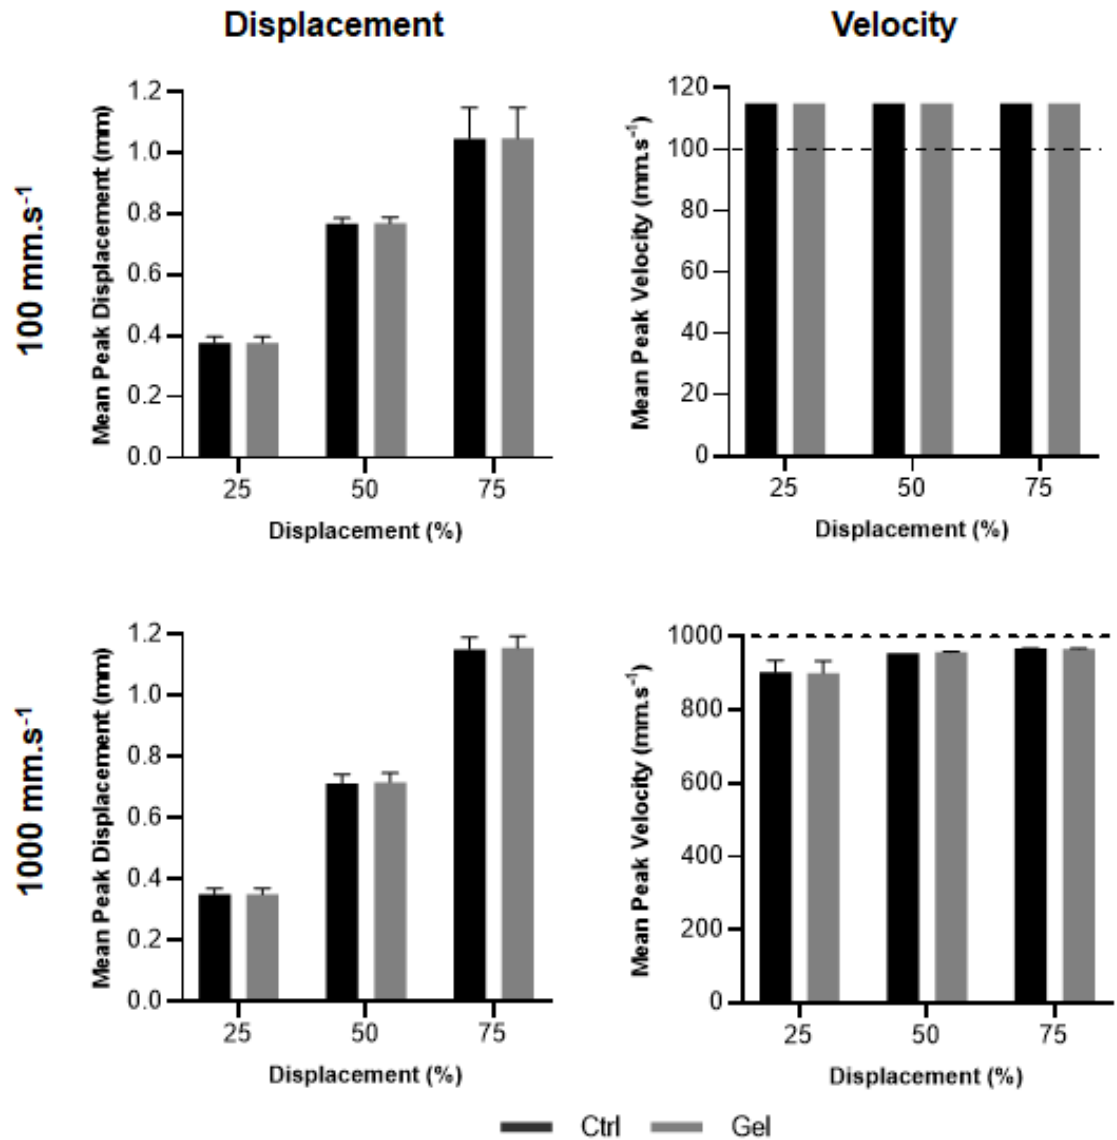 Displacement
Velocity
100 mm.s⁻¹
Mean Peak Displacement (mm)
1.2
1.0
0.8
0.6
0.4
0.2
0.0
25
50
75
Displacement (%)
Mean Peak Velocity (mm.s⁻¹)
120
100
80
60
40
20
0
25
50
75
Displacement (%)
1000 mm.s⁻¹
Mean Peak Displacement (mm)
1.2
1.0
0.8
0.6
0.4
0.2
0.0
25
50
75
Displacement (%)
Mean Peak Velocity (mm.s⁻¹)
1000
800
600
400
200
0
25
50
75
Displacement (%)
Ctrl
Gel